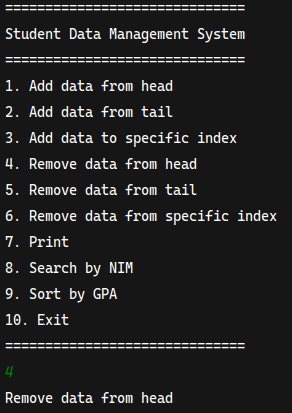 ==============================
Student Data Management System
==============================
1. Add data from head
2. Add data from tail
3. Add data to specific index
4. Remove data from head
5. Remove data from tail
6. Remove data from specific index
7. Print
8. Search by NIM
9. Sort by GPA
10. Exit
==============================
4
Remove data from head